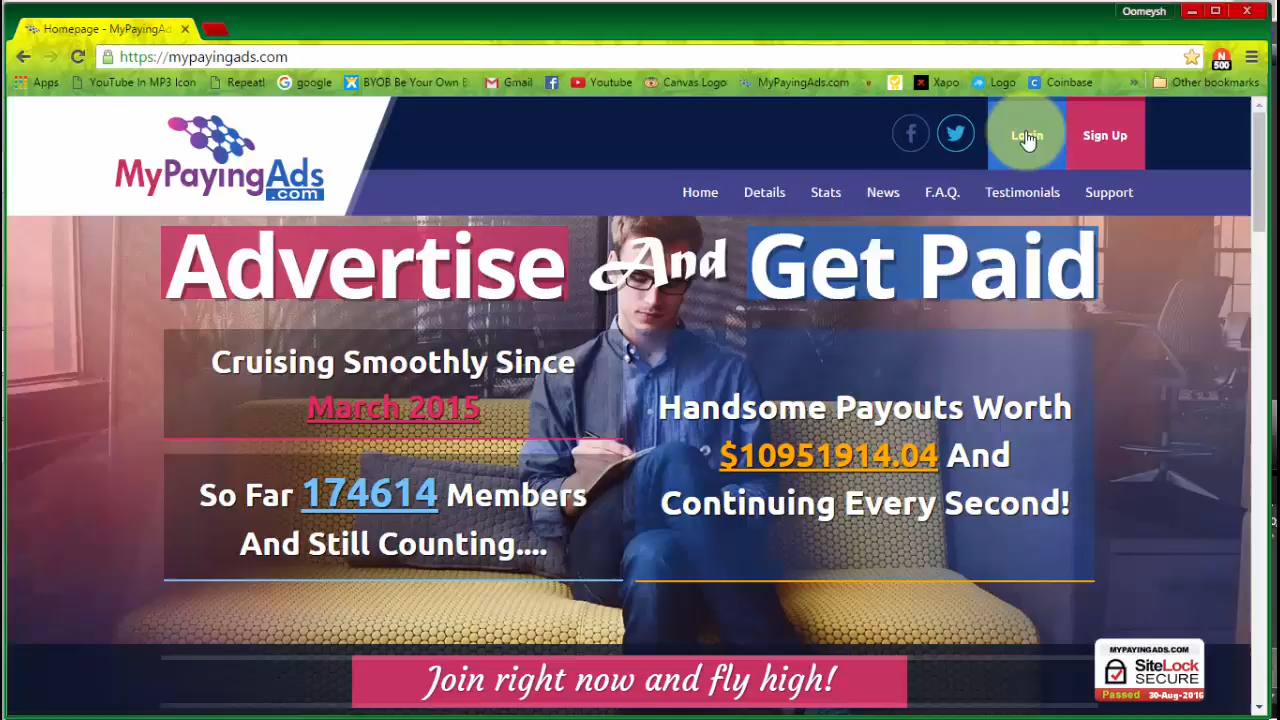 Oomeysh
Homepage - MyPayingAd
https://mypayingads.com
N
500
Apps YouTube In MP3 Icon Repeat! google BYOB Be Your Own B Gmail Youtube Canvas Logo MyPayingAds.com Xapo Logo Coinbase » Other bookmarks
MyPayingAds
.com
Login
Sign Up
Home Details Stats News F.A.Q. Testimonials Support
Advertise And Get Paid
Cruising Smoothly Since
March 2015
So Far 174614 Members
And Still Counting....
Handsome Payouts Worth
$10951914.04 And
Continuing Every Second!
Join right now and fly high!
MYPAYINGADS.COM
SiteLock
SECURE
Passed 30-Aug-2016